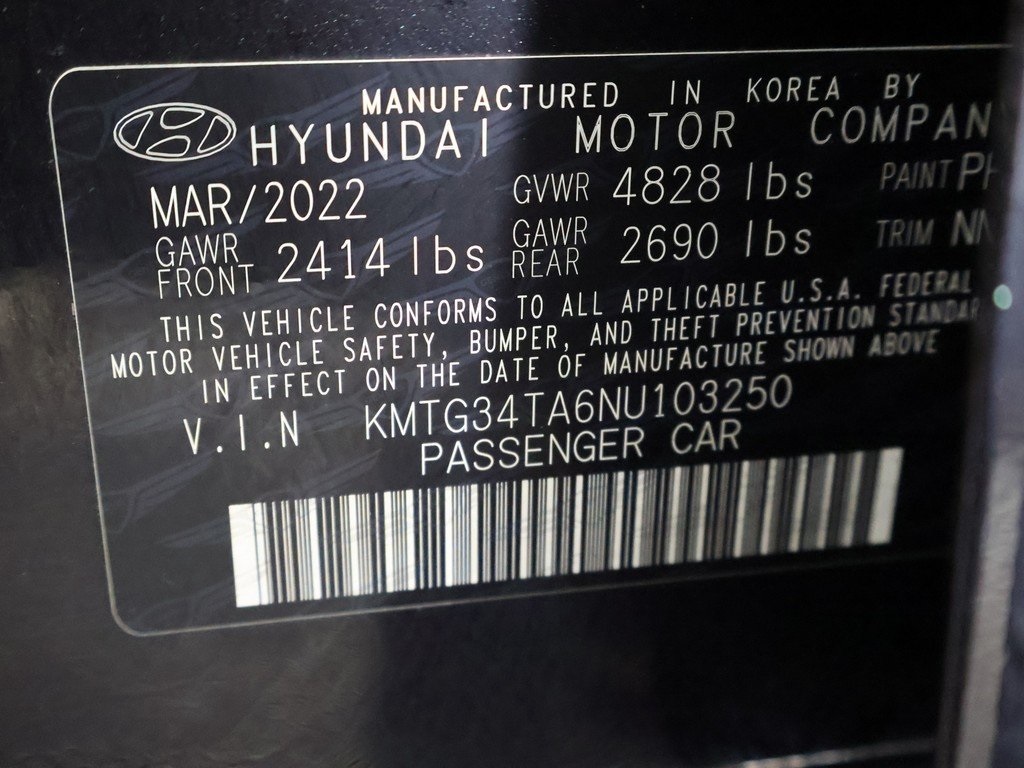 MANUFACTURED IN KOREA BY
HYUNDAI MOTOR COMPAN
MAR/2022 GVWR 4828 lbs PAINT PH
GAWR FRONT 2414 lbs GAWR REAR 2690 lbs TRIM NN
THIS VEHICLE CONFORMS TO ALL APPLICABLE U.S.A. FEDERAL
MOTOR VEHICLE SAFETY, BUMPER, AND THEFT PREVENTION STANDA
IN EFFECT ON THE DATE OF MANUFACTURE SHOWN ABOVE
V.I.N KMTG34TA6NU103250
PASSENGER CAR